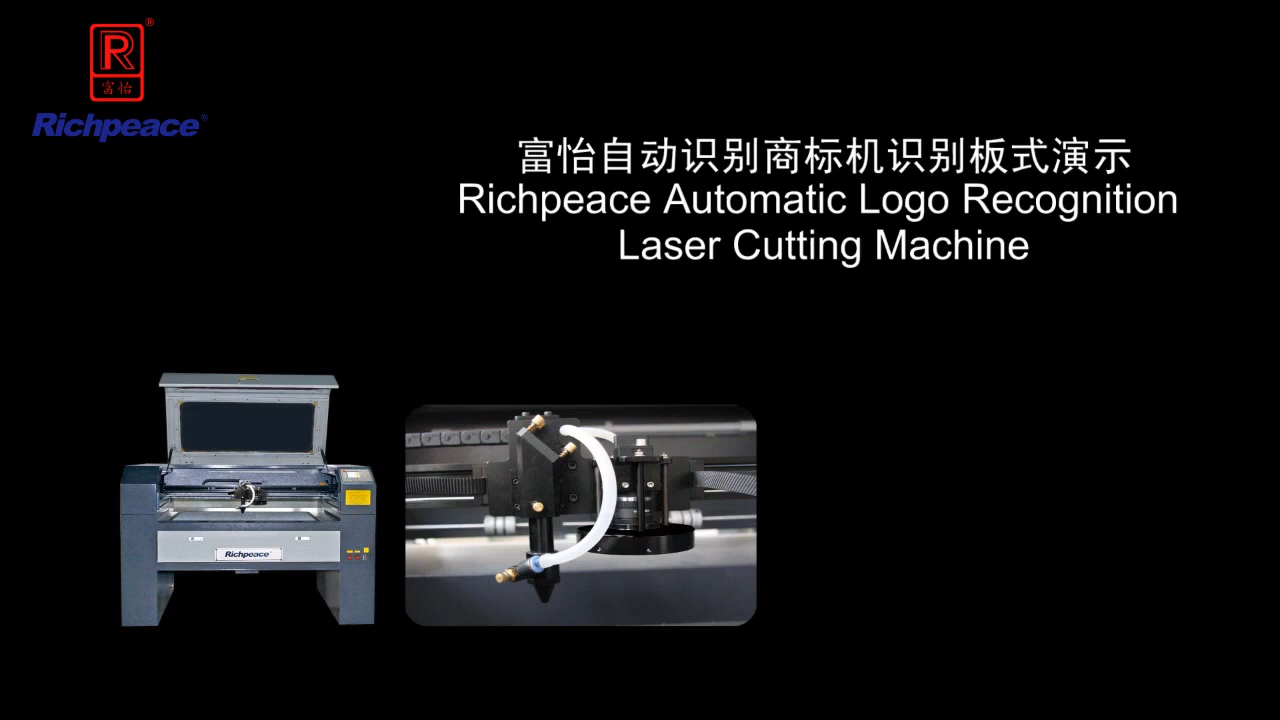 R®
富怡
Richpeace®
富怡自动识别商标机识别板式演示
Richpeace Automatic Logo Recognition
Laser Cutting Machine
Richpeace